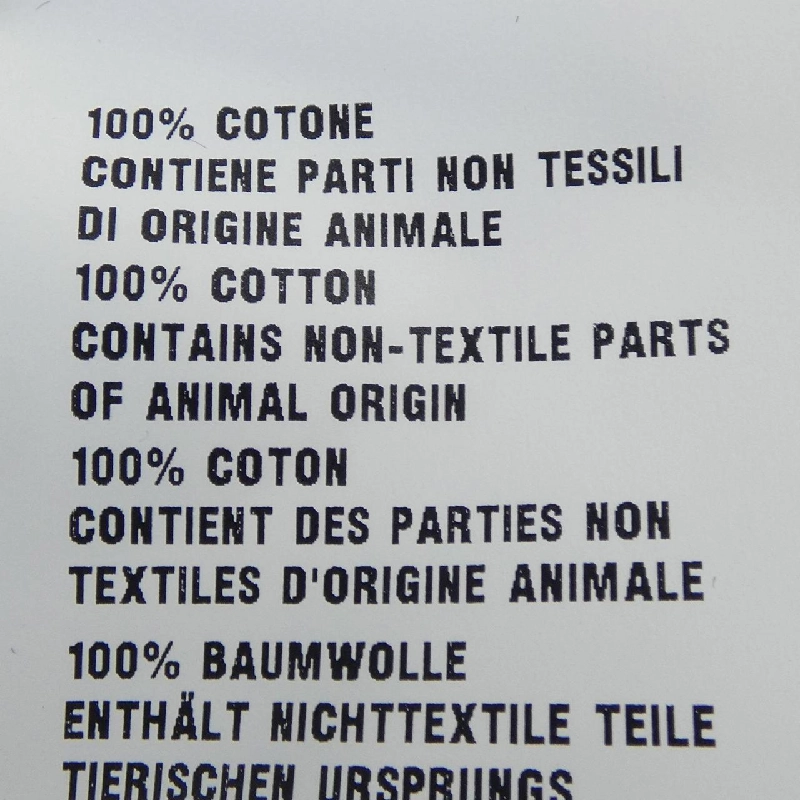 100% COTONE
CONTIENE PARTI NON TESSILI
DI ORIGINE ANIMALE
100% COTTON
CONTAINS NON-TEXTILE PARTS
OF ANIMAL ORIGIN
100% COTON
CONTIENT DES PARTIES NON
TEXTILES D'ORIGINE ANIMALE
100% BAUMWOLLE
ENTHÄLT NICHTTEXTILE TEILE
TIERISCHEN URSPRUNGS